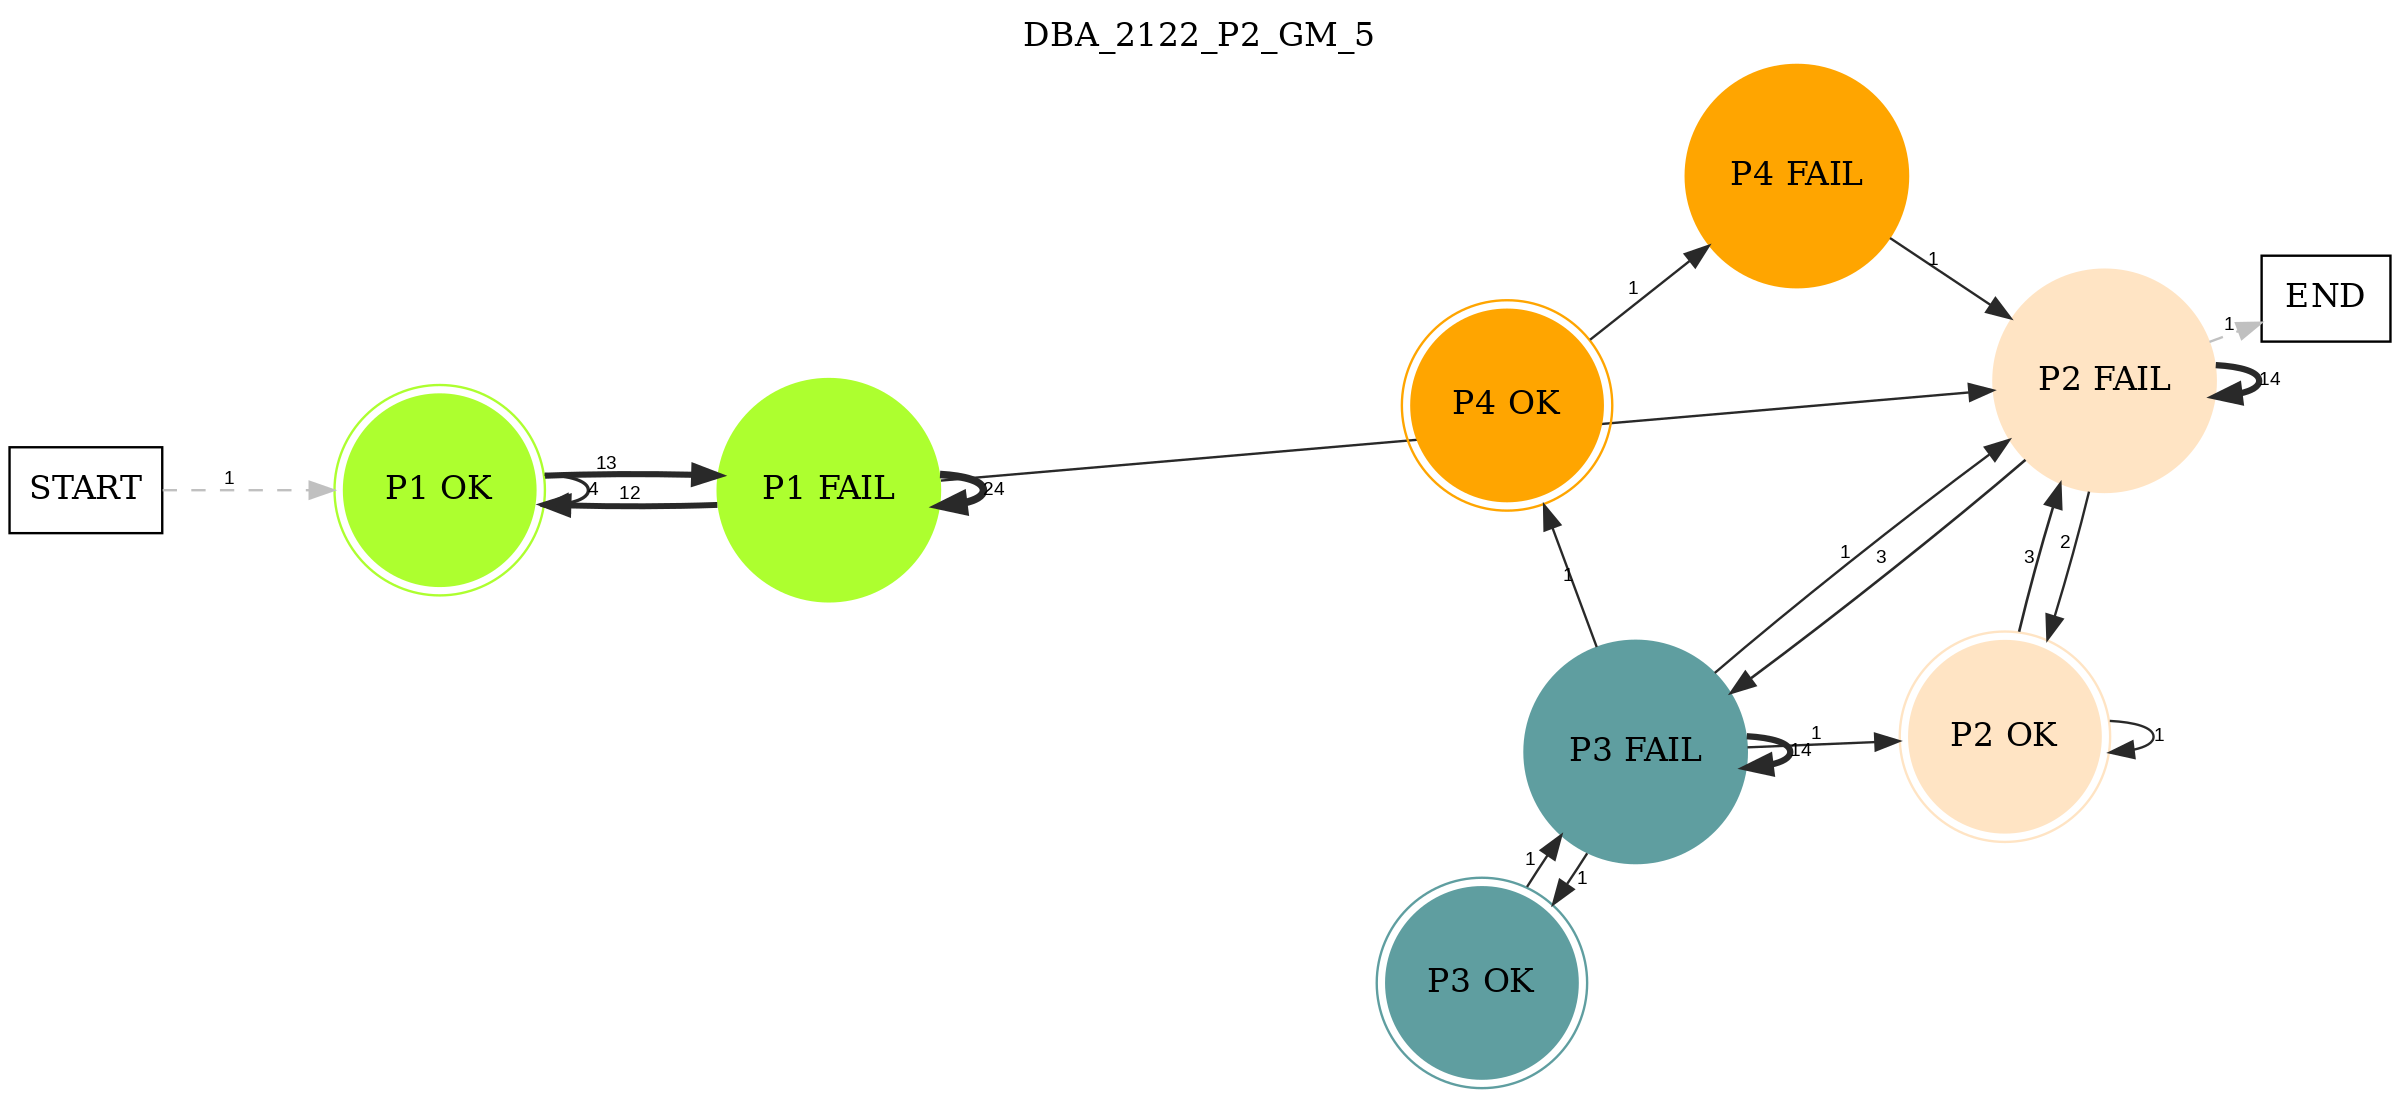 DBA_2122_P2_GM_5
P4 FAIL
1
1
END
1
P2 FAIL
14
P4 OK
START
1
P1 OK
13
4
12
P1 FAIL
24
1
1
3
3
2
P3 FAIL
14
1
P2 OK
1
1
1
P3 OK